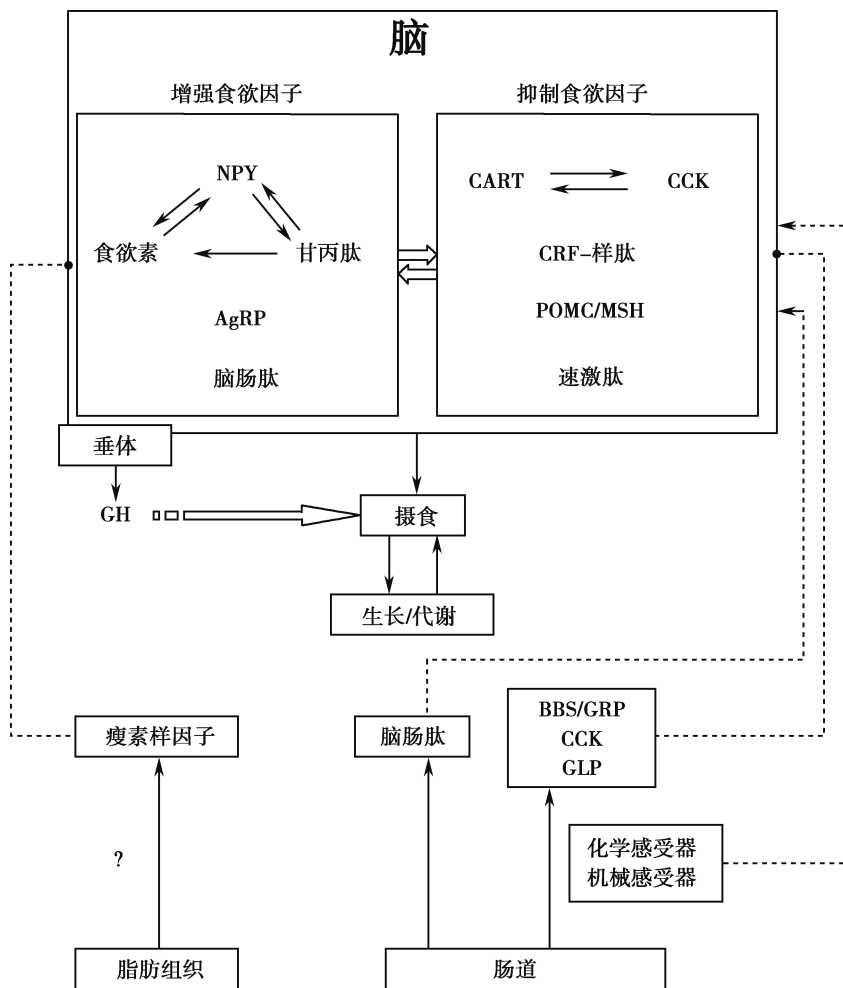 脑
增强食欲因子
抑制食欲因子
NPY
食欲素
甘丙肽
AgRP
脑肠肽
CART
CCK
CRF-样肽
POMC/MSH
速激肽
垂体
GH
摄食
生长/代谢
瘦素样因子
脑肠肽
BBS/GRP
CCK
GLP
?
化学感受器
机械感受器
脂肪组织
肠道